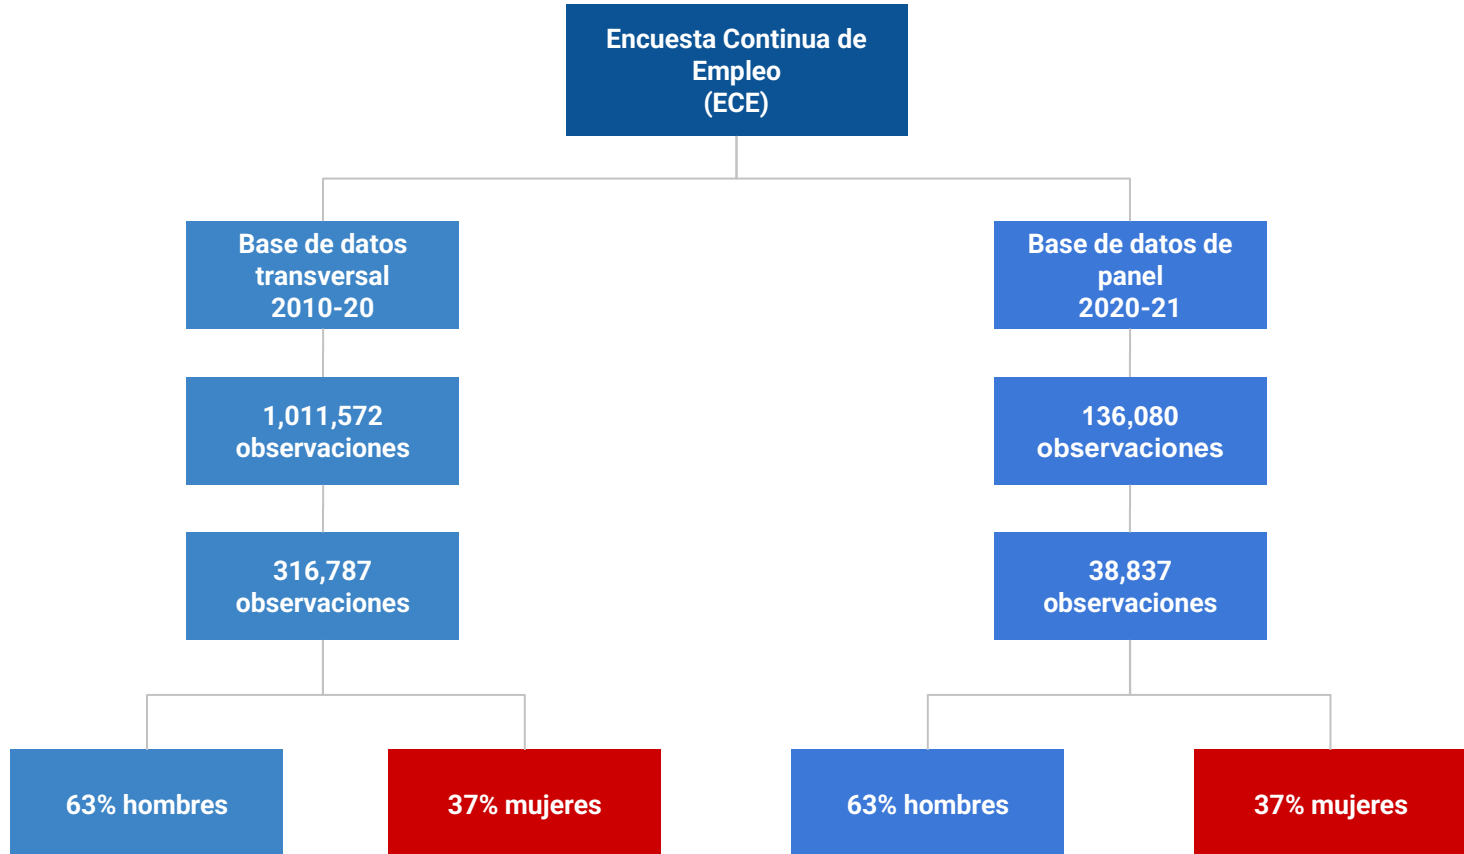 Encuesta Continua de
Empleo
(ECE)
Base de datos
transversal
2010-20
Base de datos de
panel
2020-21
1,011,572
observaciones
136,080
observaciones
316,787
observaciones
38,837
observaciones
63% hombres
37% mujeres
63% hombres
37% mujeres